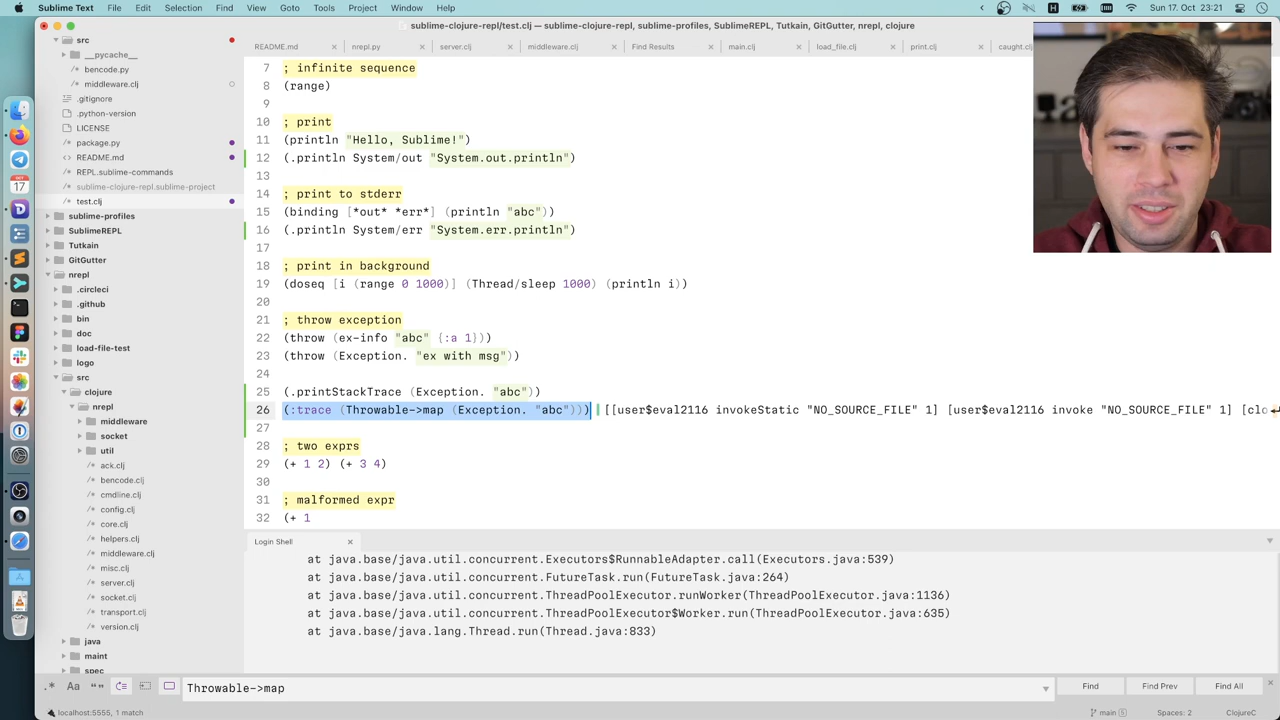 Sublime Text File Edit Selection Find View Goto Tools Project Window Help
Sun, 17 Oct 23:21
sublime-clojure-repl/test.clj — sublime-clojure-repl, sublime-profiles, SublimeREPL, Tutkain, GitGutter, nrepl, clojure
README.md nrepl.py server.clj middleware.clj Find Results main.clj load_file.clj print.clj caught.clj
src
__pycache__
bencode.py
middleware.clj
.gitignore
.python-version
LICENSE
package.py
README.md
REPL.sublime-commands
sublime-clojure-repl.sublime-project
test.clj
sublime-profiles
SublimeREPL
Tutkain
GitGutter
nrepl
.circleci
.github
bin
doc
load-file-test
logo
src
clojure
nrepl
middleware
socket
util
ack.clj
bencode.clj
cmdline.clj
config.clj
core.clj
helpers.clj
middleware.clj
misc.clj
server.clj
socket.clj
transport.clj
version.clj
java
maint
spec
7 ; infinite sequence
8 (range)
9
10 ; print
11 (println "Hello, Sublime!")
12 (.println System/out "System.out.println")
13
14 ; print to stderr
15 (binding [*out* *err*] (println "abc"))
16 (.println System/err "System.err.println")
17
18 ; print in background
19 (doseq [i (range 0 1000)] (Thread/sleep 1000) (println i))
20
21 ; throw exception
22 (throw (ex-info "abc" {:a 1}))
23 (throw (Exception. "ex with msg"))
24
25 (.printStackTrace (Exception. "abc"))
26 (:trace (Throwable->map (Exception. "abc"))) [[user$eval2116 invokeStatic "NO_SOURCE_FILE" 1] [user$eval2116 invoke "NO_SOURCE_FILE" 1] [clo
27
28 ; two exprs
29 (+ 1 2) (+ 3 4)
30
31 ; malformed expr
32 (+ 1
Login Shell
at java.base/java.util.concurrent.Executors$RunnableAdapter.call(Executors.java:539)
at java.base/java.util.concurrent.FutureTask.run(FutureTask.java:264)
at java.base/java.util.concurrent.ThreadPoolExecutor.runWorker(ThreadPoolExecutor.java:1136)
at java.base/java.util.concurrent.ThreadPoolExecutor$Worker.run(ThreadPoolExecutor.java:635)
at java.base/java.lang.Thread.run(Thread.java:833)
.* Aa “” Throwable->map Find Find Prev Find All
localhost:5555, 1 match main 5 Spaces: 2 ClojureC